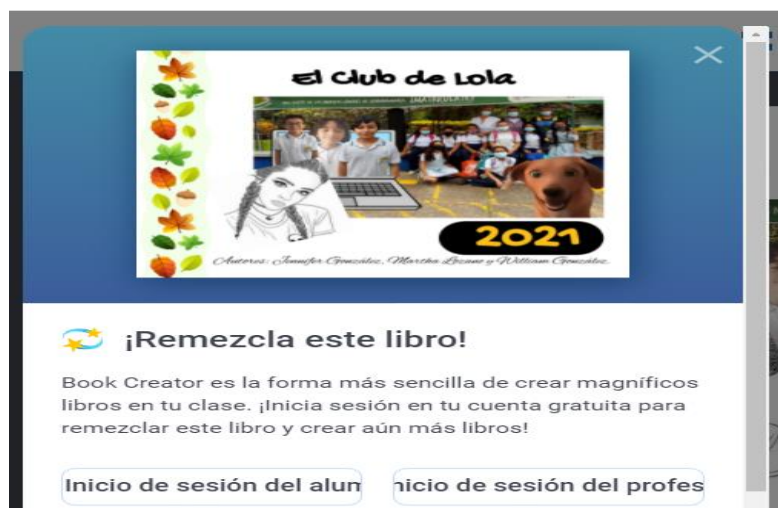 El Club de Lola
2021
Autores: Jennifer González, Martha Lozano y William González.
¡Remezcla este libro!
Book Creator es la forma más sencilla de crear magníficos
libros en tu clase. ¡Inicia sesión en tu cuenta gratuita para
remezclar este libro y crear aún más libros!
Inicio de sesión del alum
nicio de sesión del profes